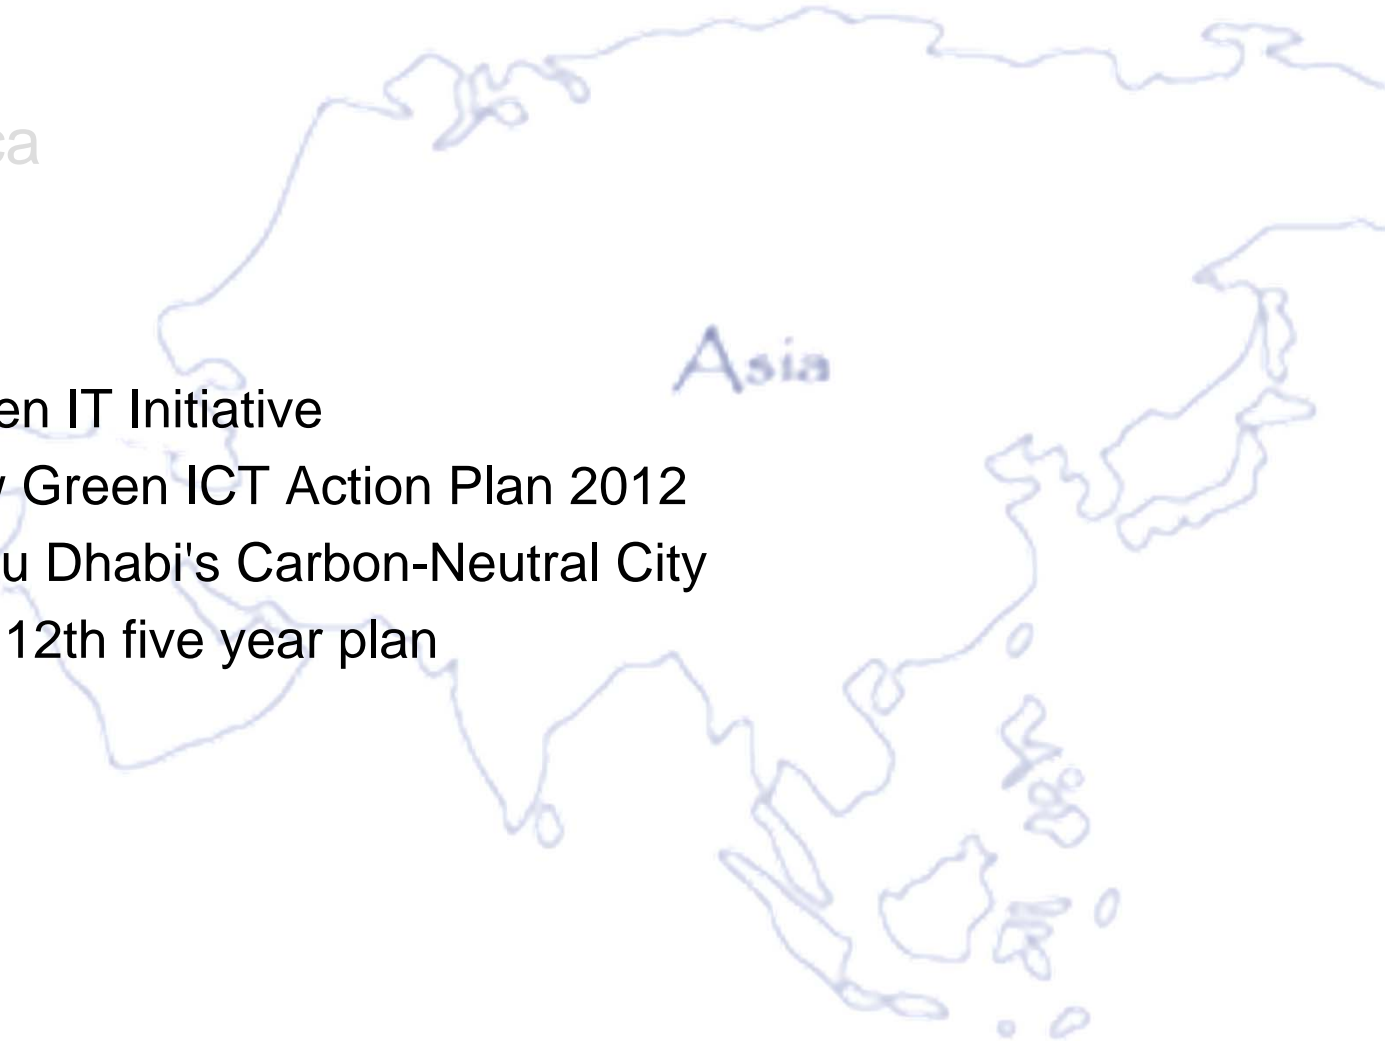 ca
Asia
en IT Initiative
Green ICT Action Plan 2012
u Dhabi's Carbon-Neutral City
12th five year plan